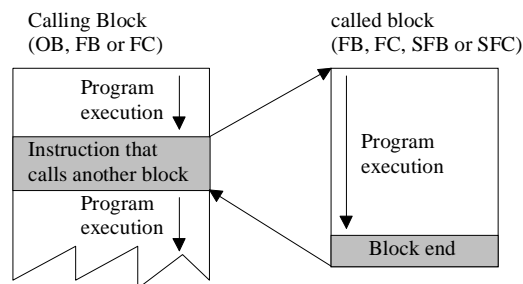 Calling Block
(OB, FB or FC)
Program
execution
Instruction that
calls another block
Program
execution
called block
(FB, FC, SFB or SFC)
Program
execution
Block end